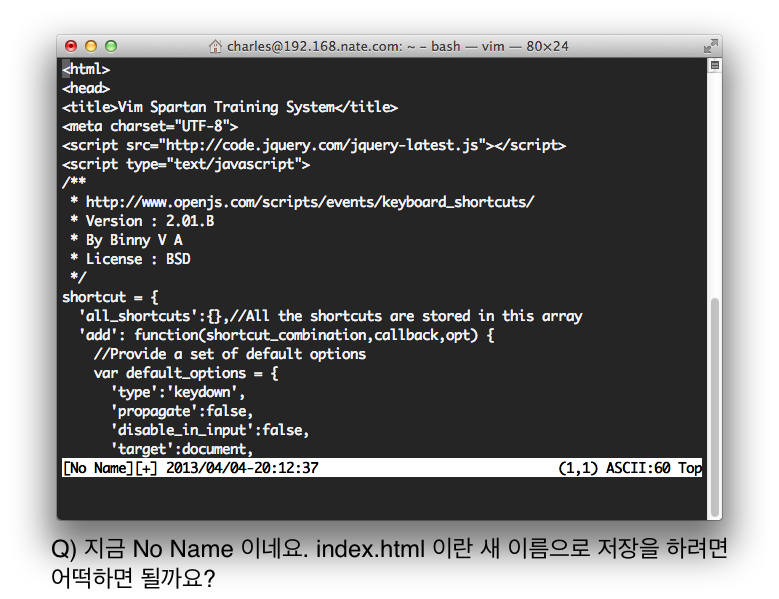 charles@192.168.nate.com: ~ – bash — vim — 80×24
<html>
<head>
<title>Vim Spartan Training System</title>
<meta charset="UTF-8">
<script src="http://code.jquery.com/jquery-latest.js"></script>
<script type="text/javascript">
/**
 * http://www.openjs.com/scripts/events/keyboard_shortcuts/
 * Version : 2.01.B
 * By Binny V A
 * License : BSD
 */
shortcut = {
  'all_shortcuts':{},//All the shortcuts are stored in this array
  'add': function(shortcut_combination,callback,opt) {
    //Provide a set of default options
    var default_options = {
      'type':'keydown',
      'propagate':false,
      'disable_in_input':false,
      'target':document,
[No Name][+] 2013/04/04-20:12:37 (1,1) ASCII:60 Top
Q) 지금 No Name 이네요. index.html 이란 새 이름으로 저장을 하려면
어떡하면 될까요?